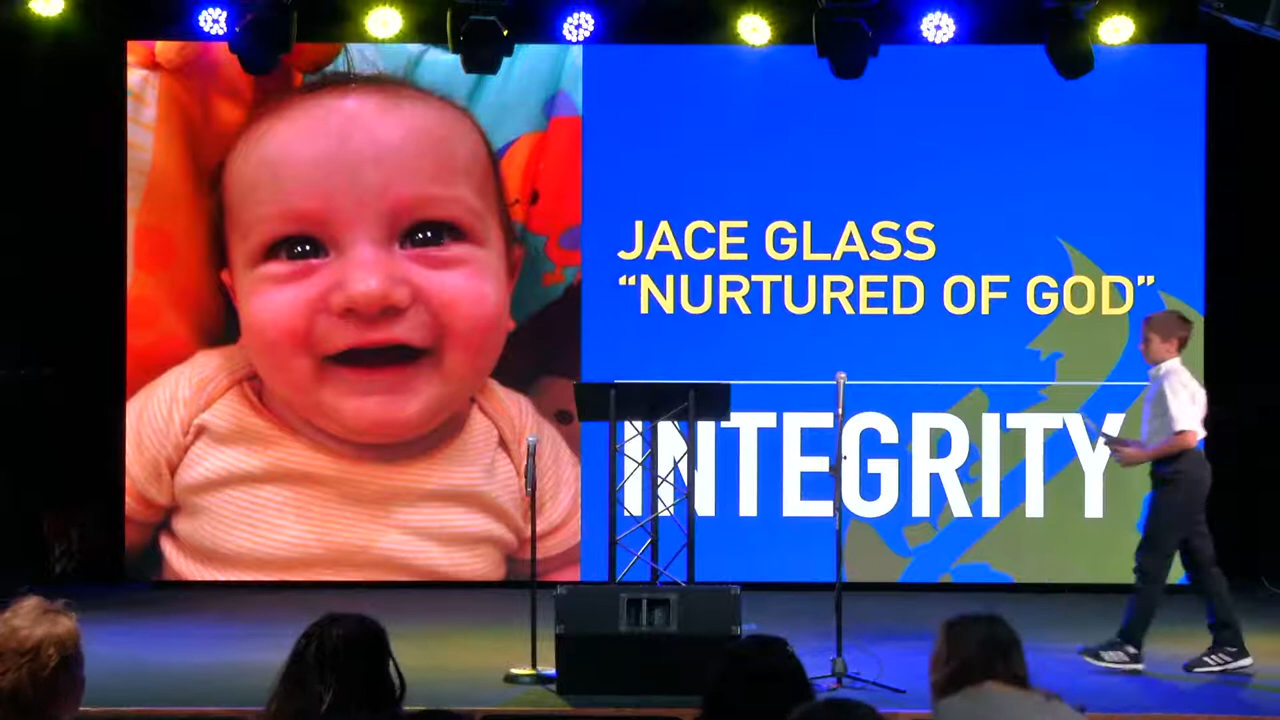 JACE GLASS
“NURTURED OF GOD”
INTEGRITY